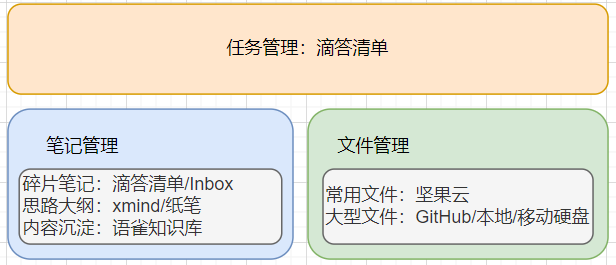 任务管理：滴答清单
笔记管理
碎片笔记：滴答清单/Inbox
思路大纲：xmind/纸笔
内容沉淀：语雀知识库
文件管理
常用文件：坚果云
大型文件：GitHub/本地/移动硬盘